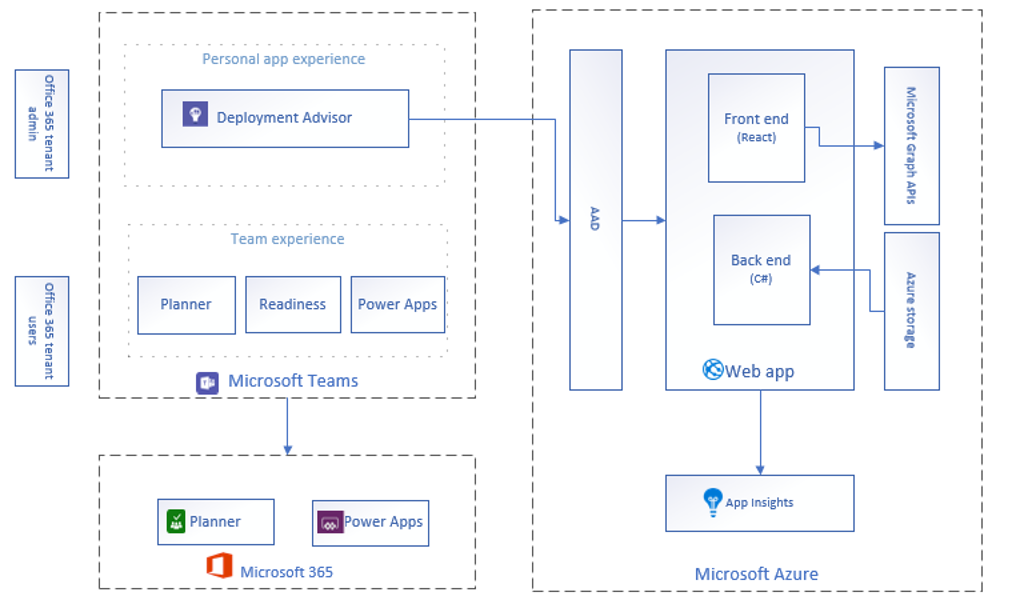 Office 365 tenant
admin
Personal app experience
Deployment Advisor
Office 365 tenant
users
Team experience
Planner
Readiness
Power Apps
Microsoft Teams
Planner
Power Apps
Microsoft 365
AAD
Front end
(React)
Back end
(C#)
Web app
Microsoft Graph APIs
Azure storage
App Insights
Microsoft Azure